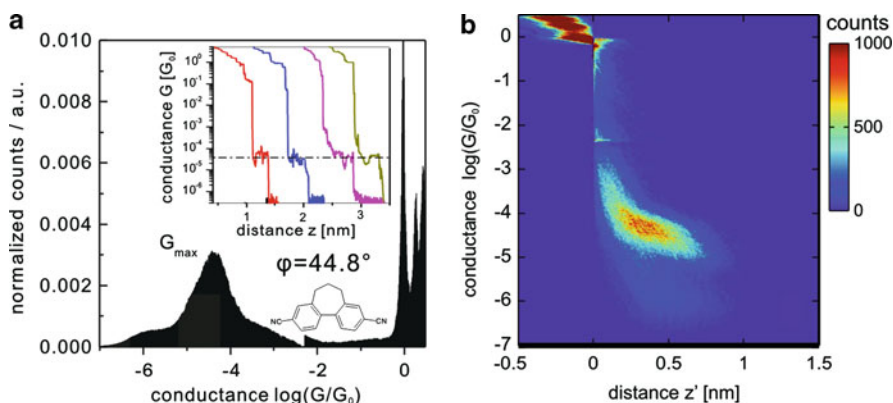 a
0.010
0.008
0.006
0.004
0.002
0.000
normalized counts / a.u.
-6
-4
-2
0
conductance log(G/G₀)
conductance G [G₀]
10⁰
10⁻¹
10⁻²
10⁻³
10⁻⁴
10⁻⁵
10⁻⁶
1
2
3
distance z [nm]
Gmax
φ=44.8°
NC
CN
b
conductance log(G/G₀)
0
-1
-2
-3
-4
-5
-6
-7
-0.5
0
0.5
1
1.5
distance z' [nm]
counts
1000
500
0